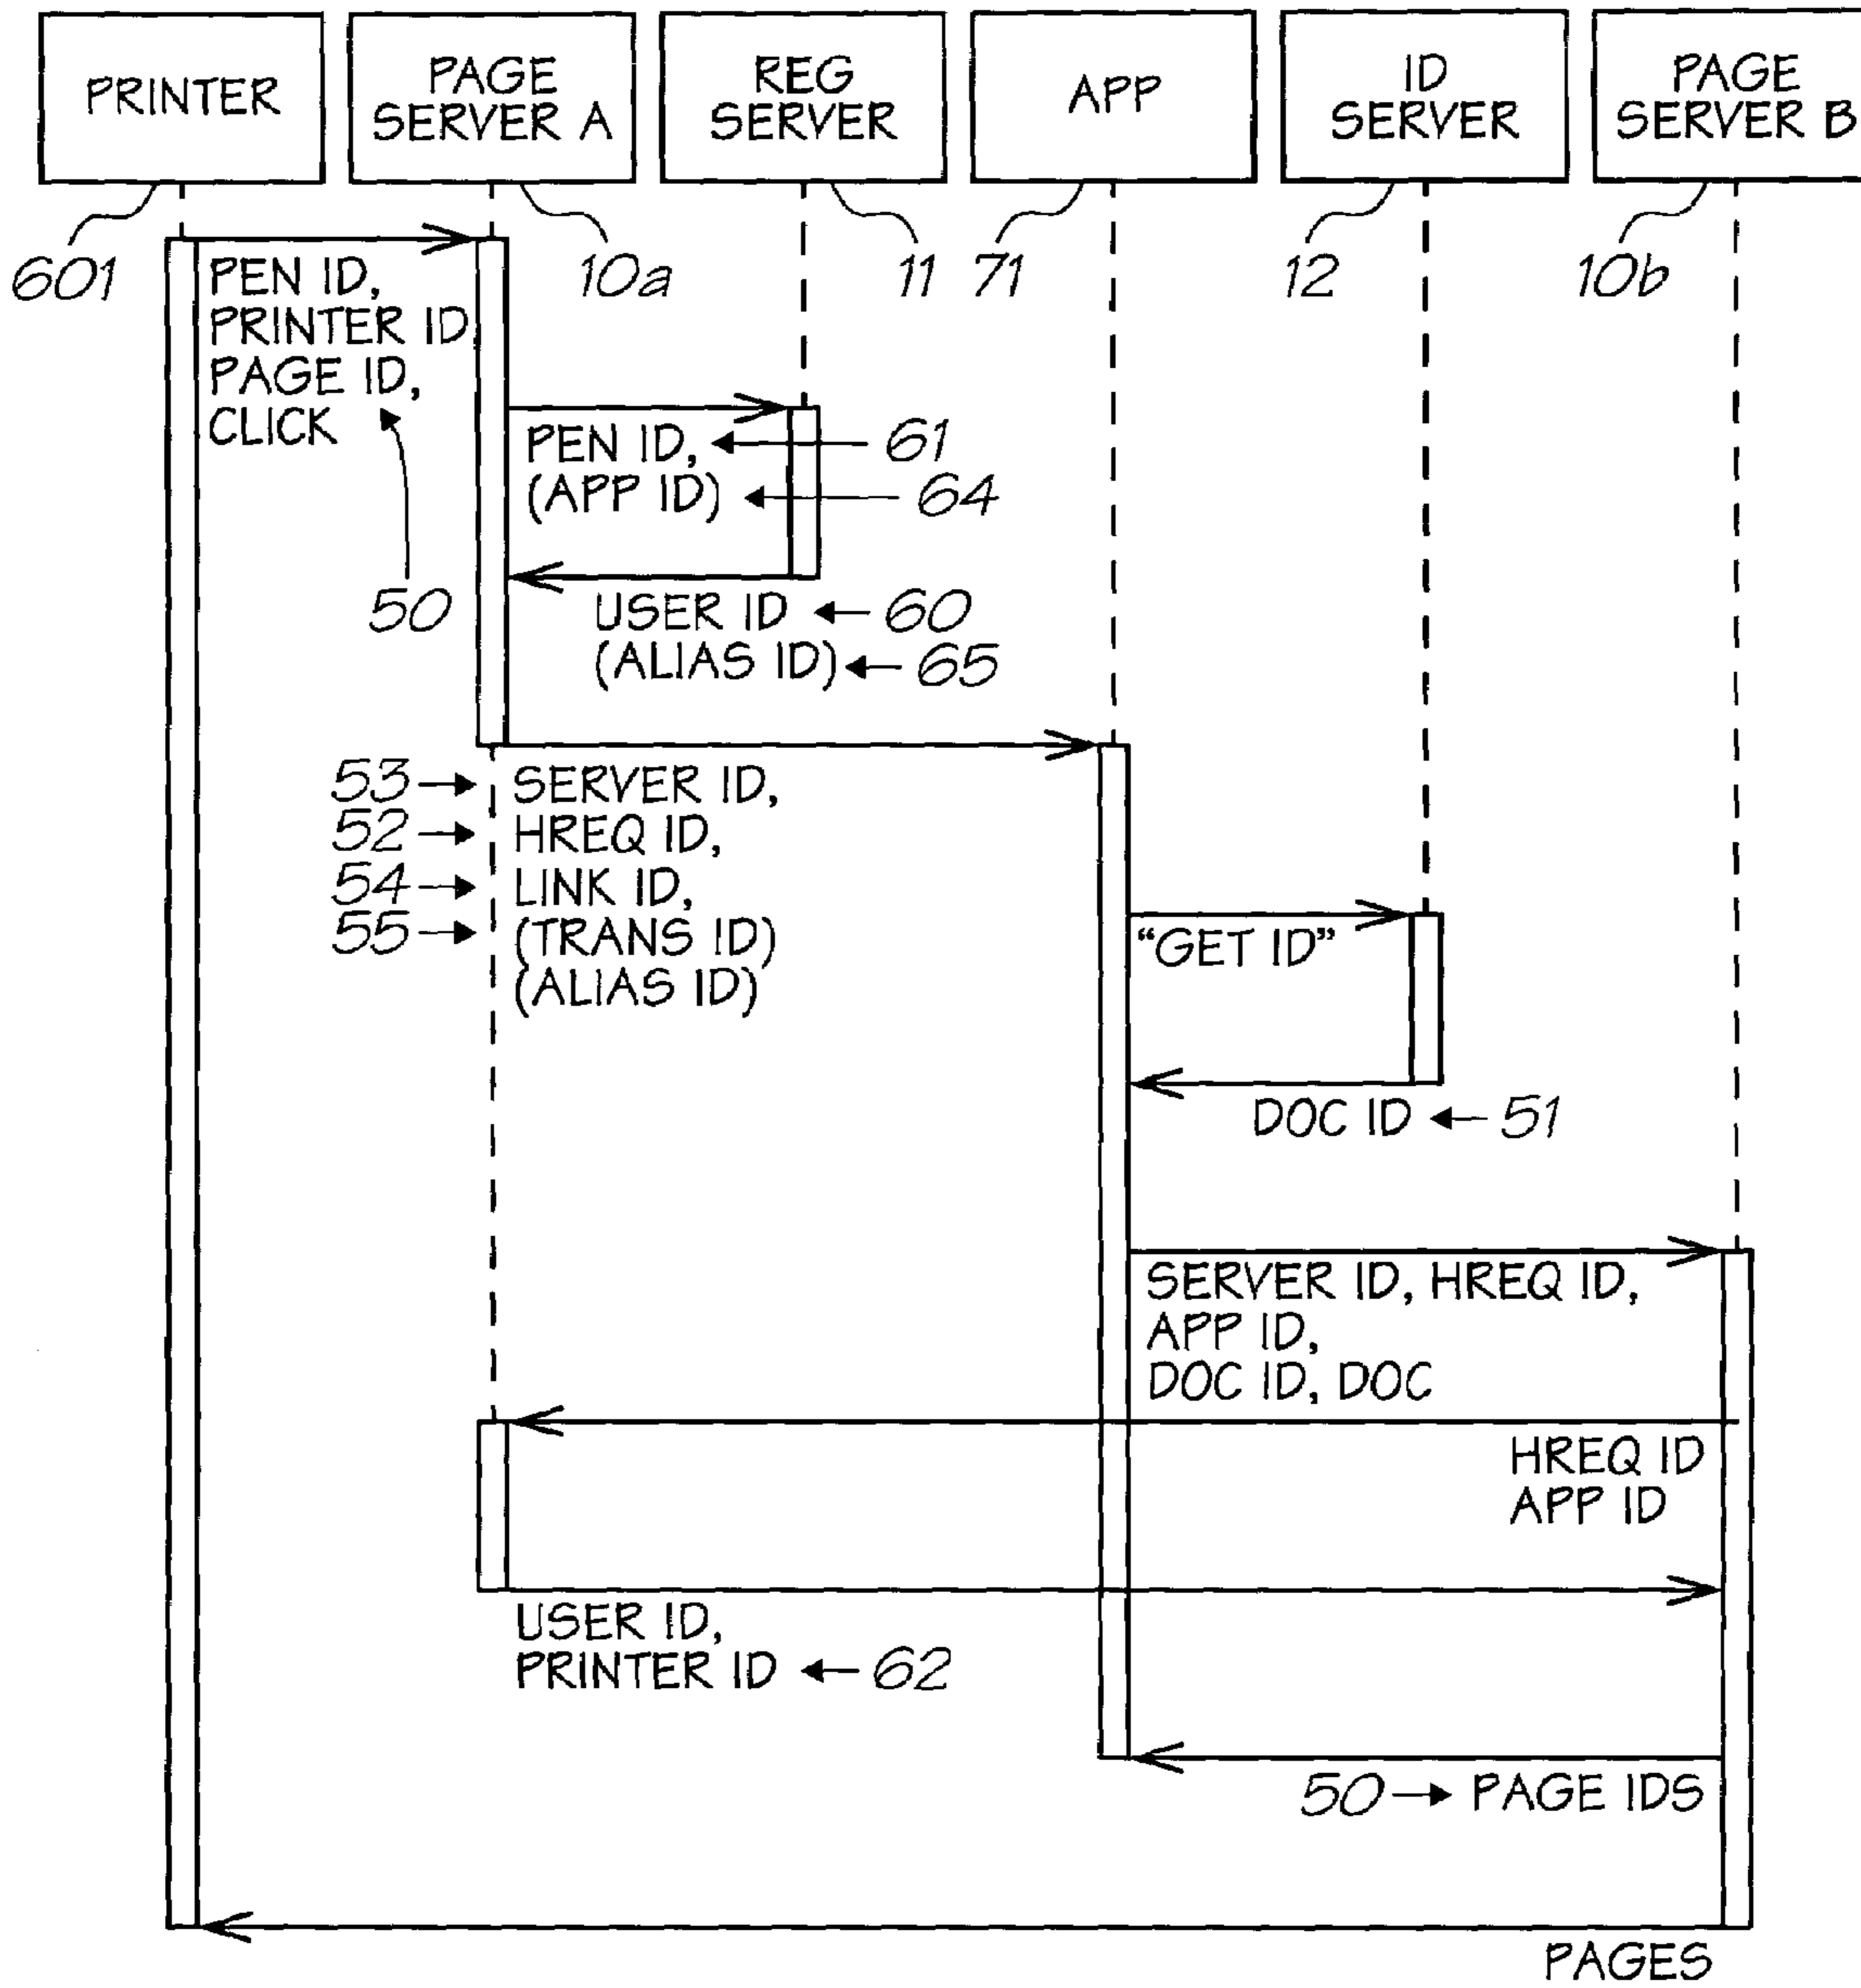 PRINTER
PAGE
SERVER A
REG
SERVER
APP
ID
SERVER
PAGE
SERVER B
601
10a
11
71
12
10b
PEN ID,
PRINTER ID
PAGE ID,
CLICK
50
PEN ID,
61
(APP ID)
64
USER ID
60
(ALIAS ID)
65
53
SERVER ID,
52
HREQ ID,
54
LINK ID,
55
(TRANS ID)
(ALIAS ID)
“GET ID”
DOC ID
51
SERVER ID, HREQ ID,
APP ID,
DOC ID, DOC
HREQ ID
APP ID
USER ID,
PRINTER ID
62
50
PAGE IDS
PAGES